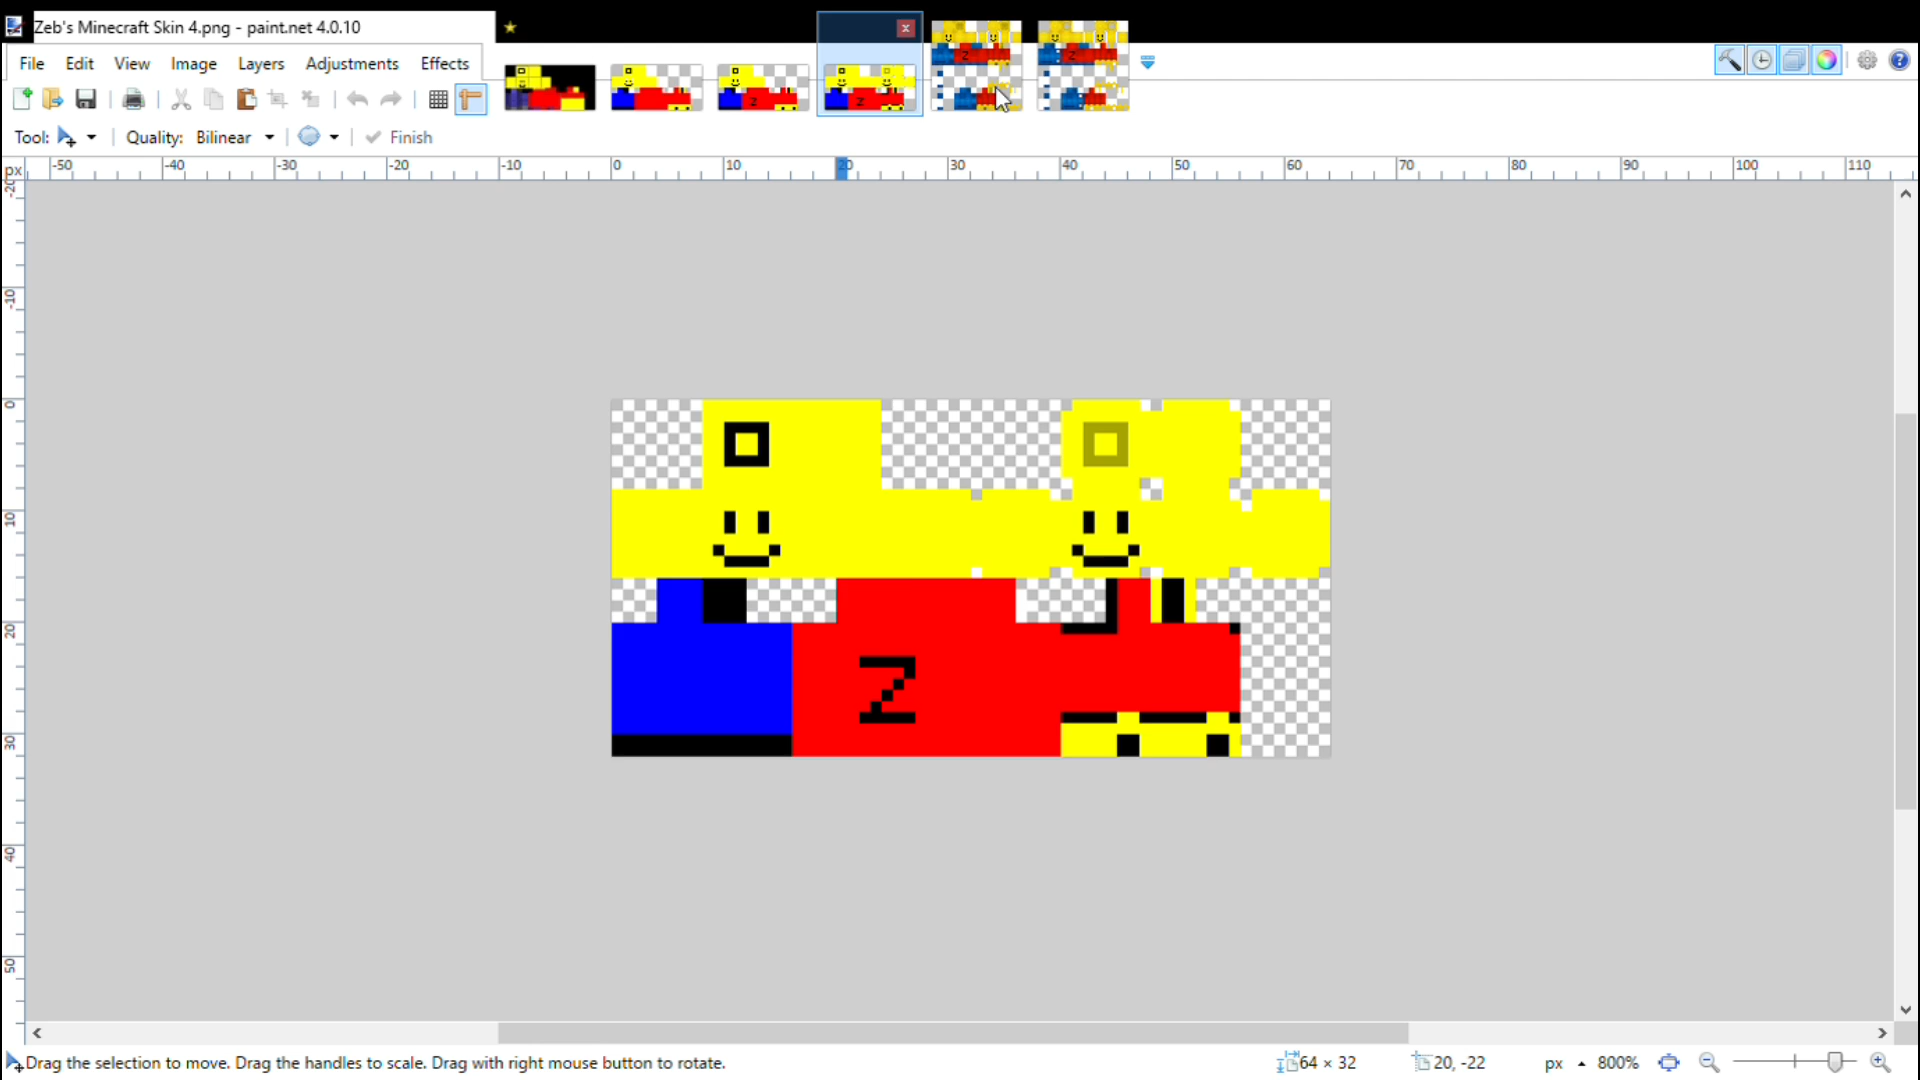 Zeb's Minecraft Skin 4.png - paint.net 4.0.10
File Edit View Image Layers Adjustments Effects
Tool: Quality: Bilinear Finish
px -50 -40 -30 -20 -10 0 10 20 30 40 50 60 70 80 90 100 110
-20
-10
0
10
20
Z
30
40
50
Drag the selection to move. Drag the handles to scale. Drag with right mouse button to rotate. 64 × 32 20, -22 px 800%